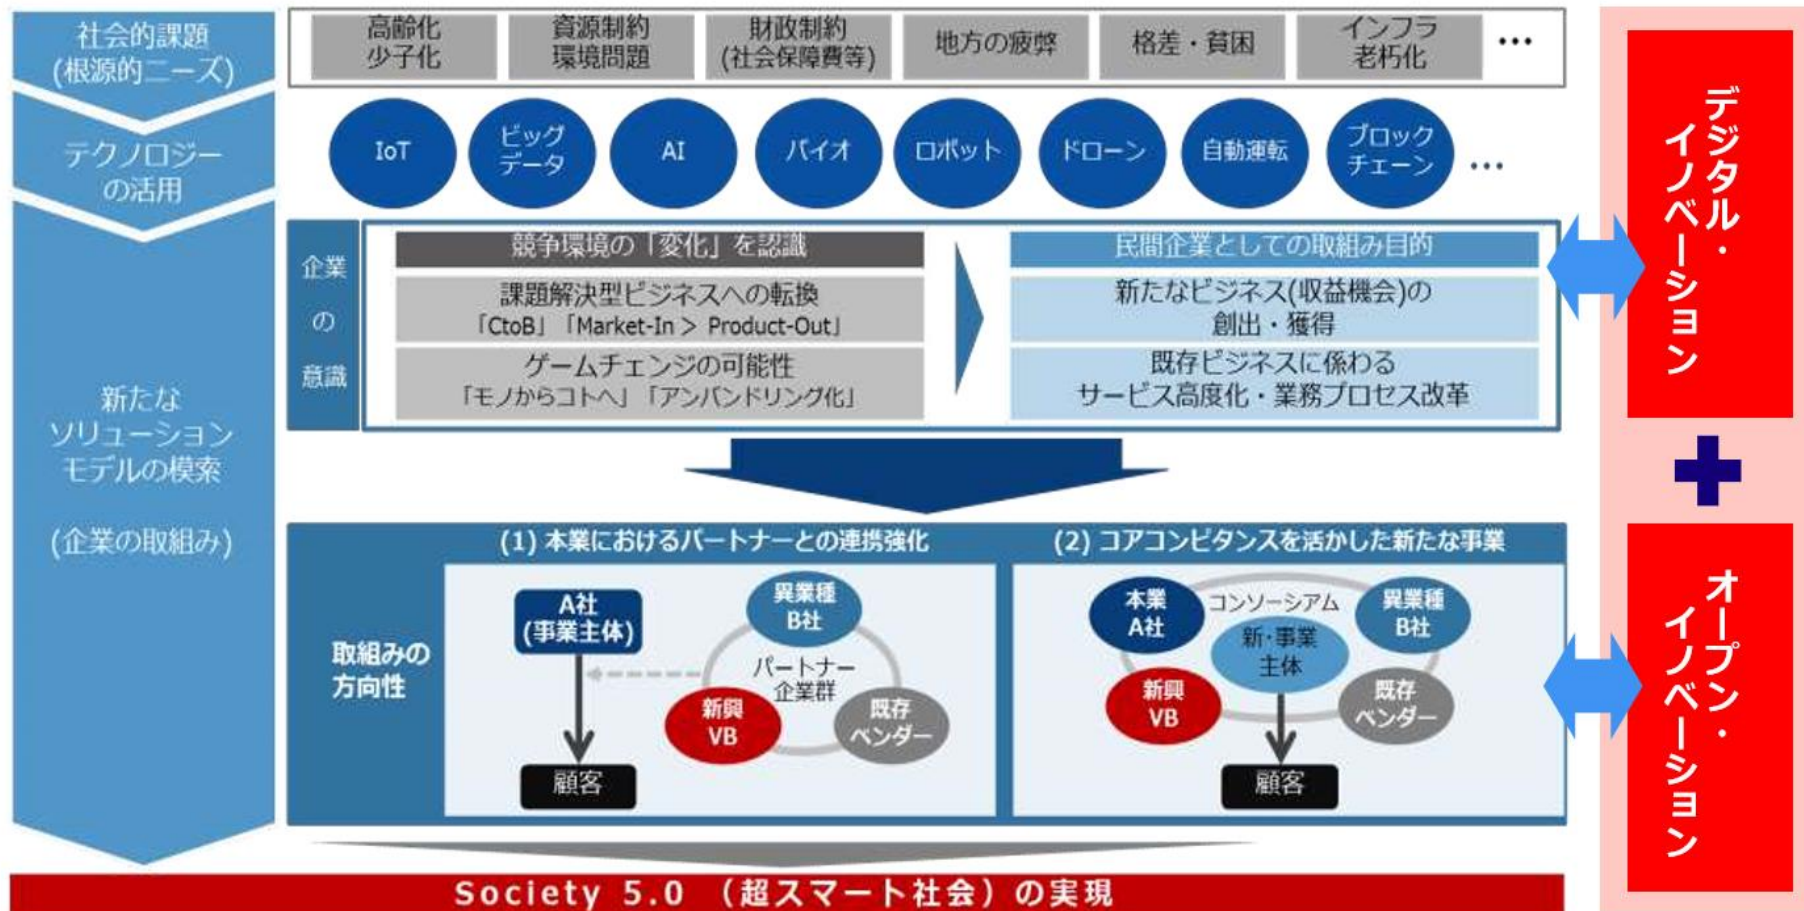 社会的課題
(根源的ニーズ)
高齢化
少子化
資源制約
環境問題
財政制約
(社会保障費等)
地方の疲弊
格差・貧困
インフラ
老朽化
…
テクノロジー
の活用
IoT
ビッグ
データ
AI
バイオ
ロボット
ドローン
自動運転
ブロック
チェーン
…
新たな
ソリューション
モデルの模索
(企業の取組み)
企業
の
意識
競争環境の「変化」を認識
課題解決型ビジネスへの転換
「CtoB」「Market-In > Product-Out」
ゲームチェンジの可能性
「モノからコトへ」「アンバンドリング化」
民間企業としての取組み目的
新たなビジネス(収益機会)の
創出・獲得
既存ビジネスに係わる
サービス高度化・業務プロセス改革
取組みの
方向性
(1) 本業におけるパートナーとの連携強化
A社
(事業主体)
顧客
異業種
B社
パートナー
企業群
新興
VB
既存
ベンダー
(2) コアコンピタンスを活かした新たな事業
本業
A社
コンソーシアム
異業種
B社
新・事業
主体
新興
VB
既存
ベンダー
顧客
デジタル・
イノベーション
オープン・
イノベーション
Society 5.0 （超スマート社会）の実現